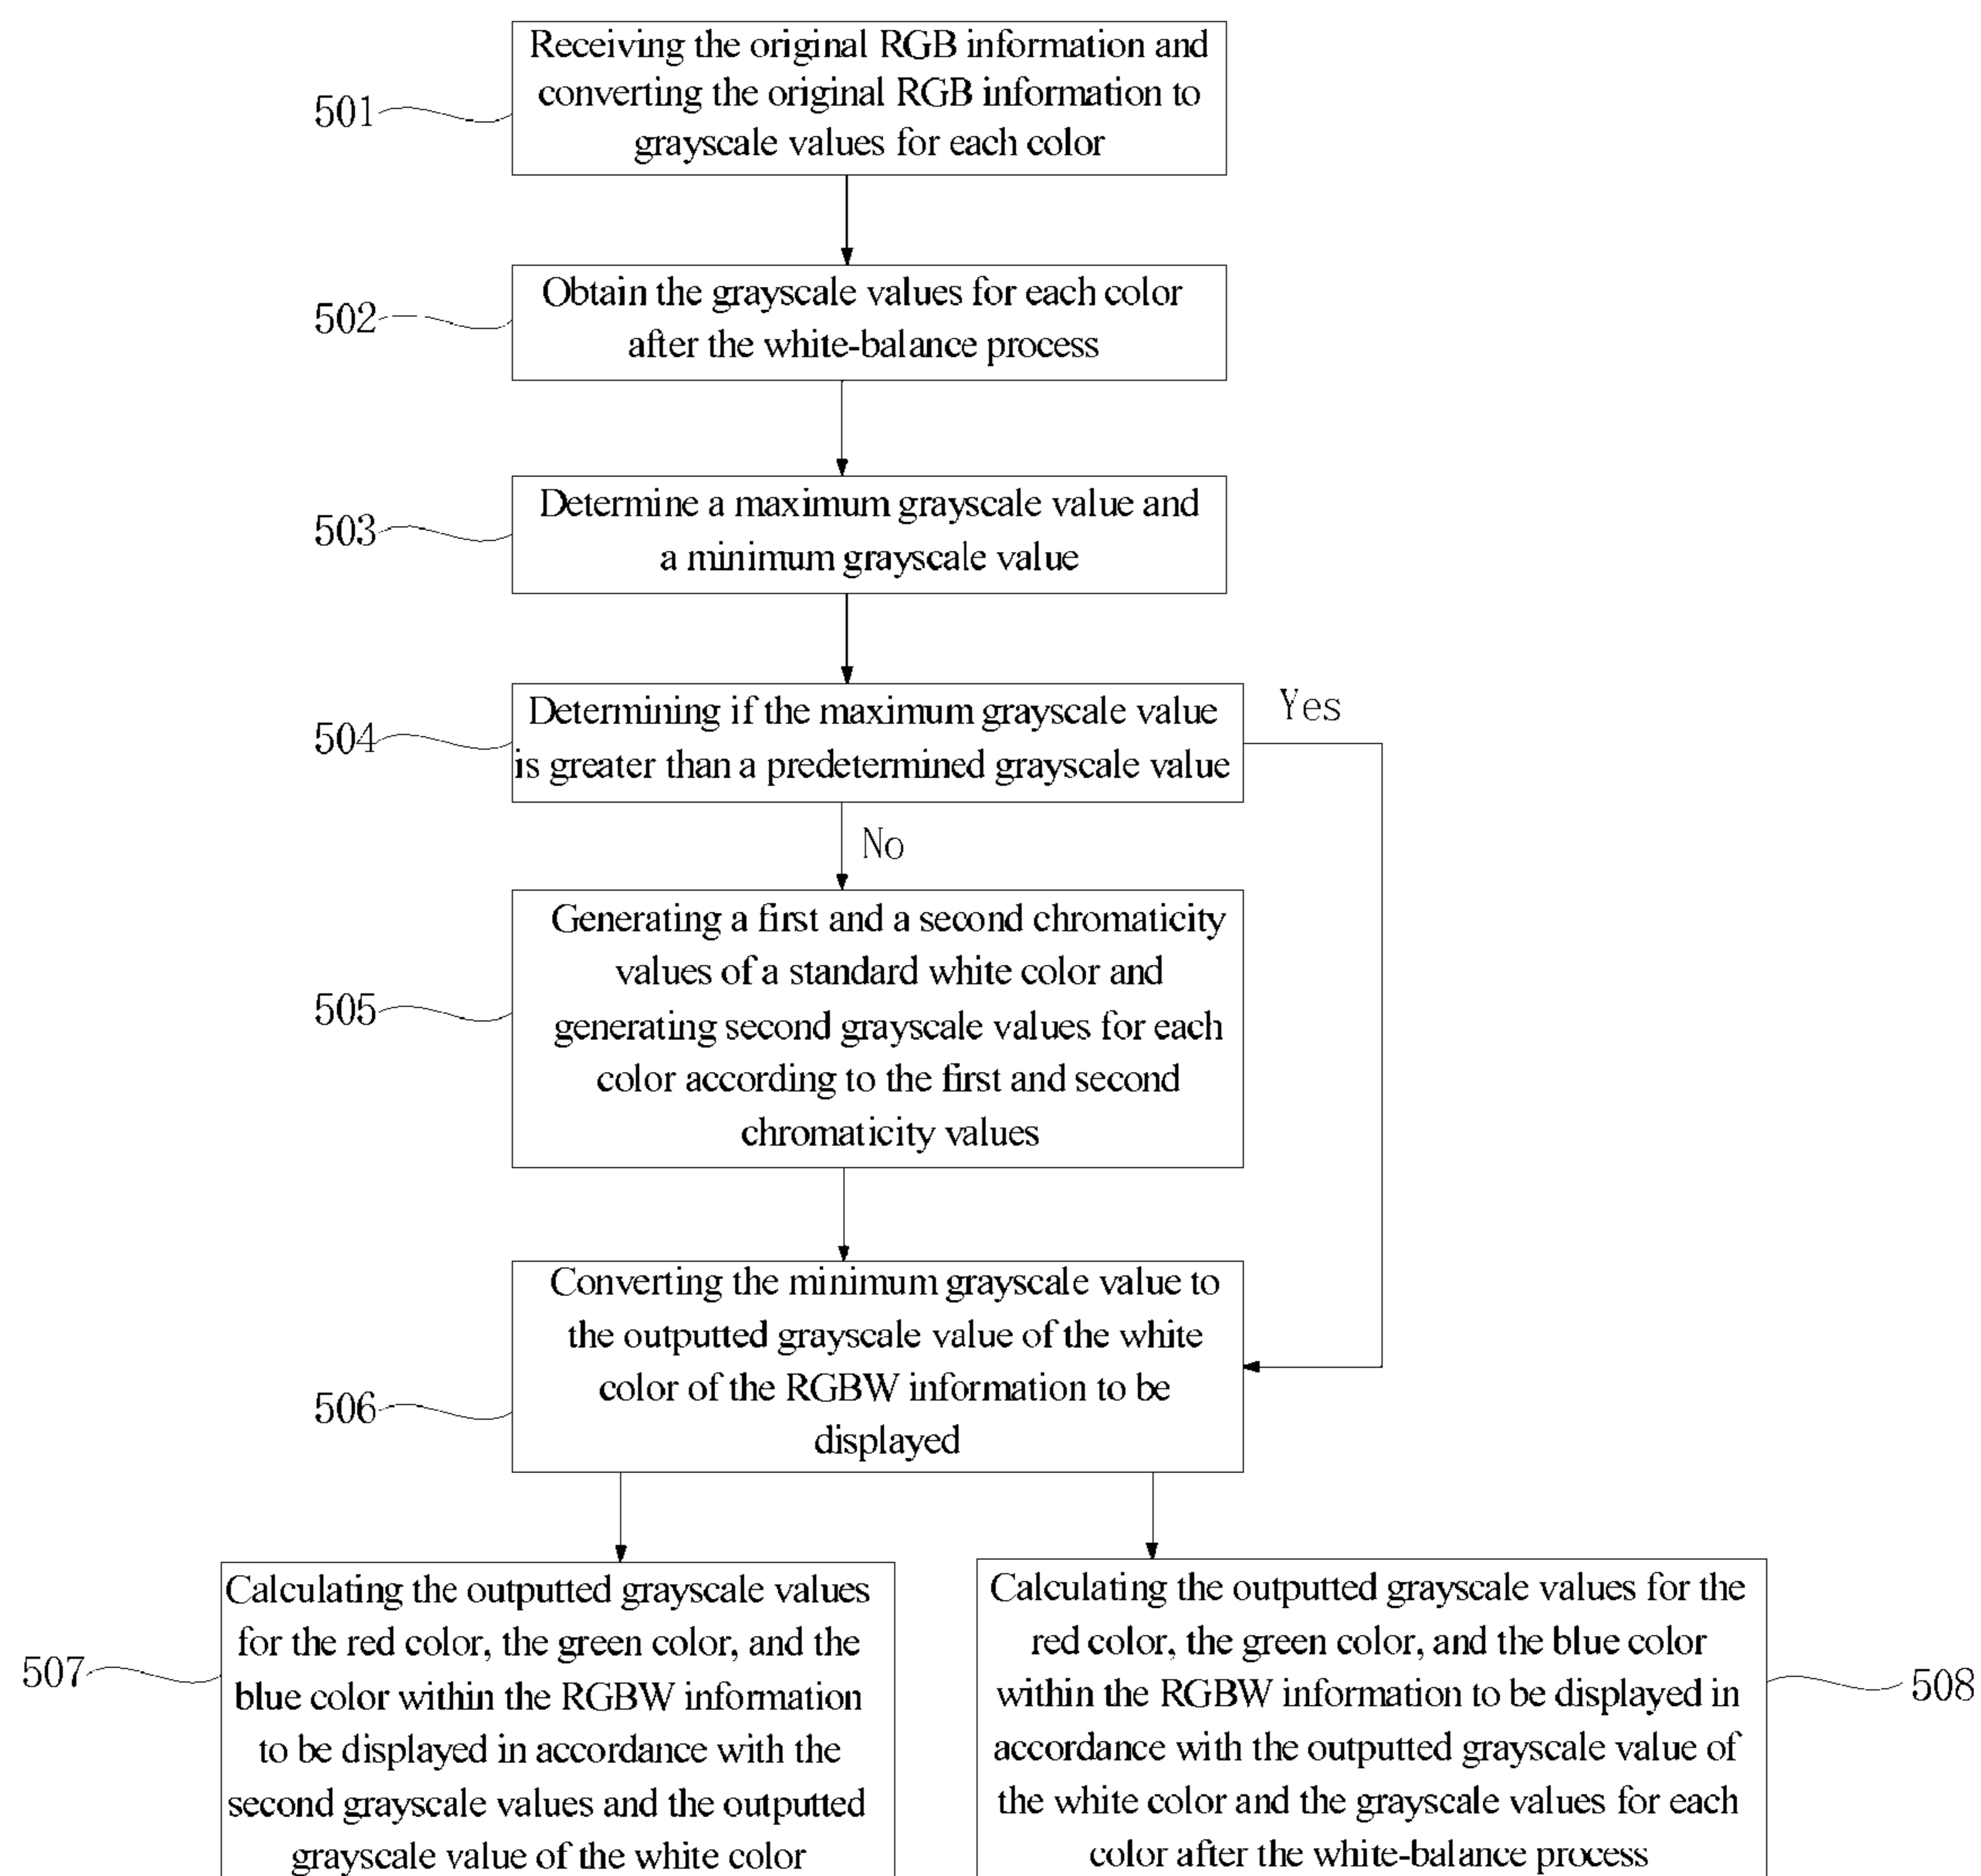 Receiving the original RGB information and
converting the original RGB information to
grayscale values for each color
501
Obtain the grayscale values for each color
after the white-balance process
502
Determine a maximum grayscale value and
a minimum grayscale value
503
Determining if the maximum grayscale value
is greater than a predetermined grayscale value
504
Yes
No
Generating a first and a second chromaticity
values of a standard white color and
generating second grayscale values for each
color according to the first and second
chromaticity values
505
Converting the minimum grayscale value to
the outputted grayscale value of the white
color of the RGBW information to be
displayed
506
Calculating the outputted grayscale values
for the red color, the green color, and the
blue color within the RGBW information
to be displayed in accordance with the
second grayscale values and the outputted
grayscale value of the white color
507
Calculating the outputted grayscale values for the
red color, the green color, and the blue color
within the RGBW information to be displayed in
accordance with the outputted grayscale value of
the white color and the grayscale values for each
color after the white-balance process
508